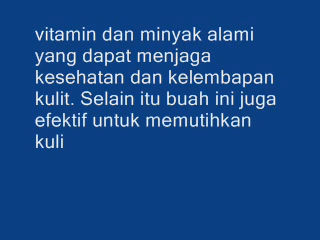 vitamin dan minyak alami
yang dapat menjaga
kesehatan dan kelembapan
kulit. Selain itu buah ini juga
efektif untuk memutihkan
kuli